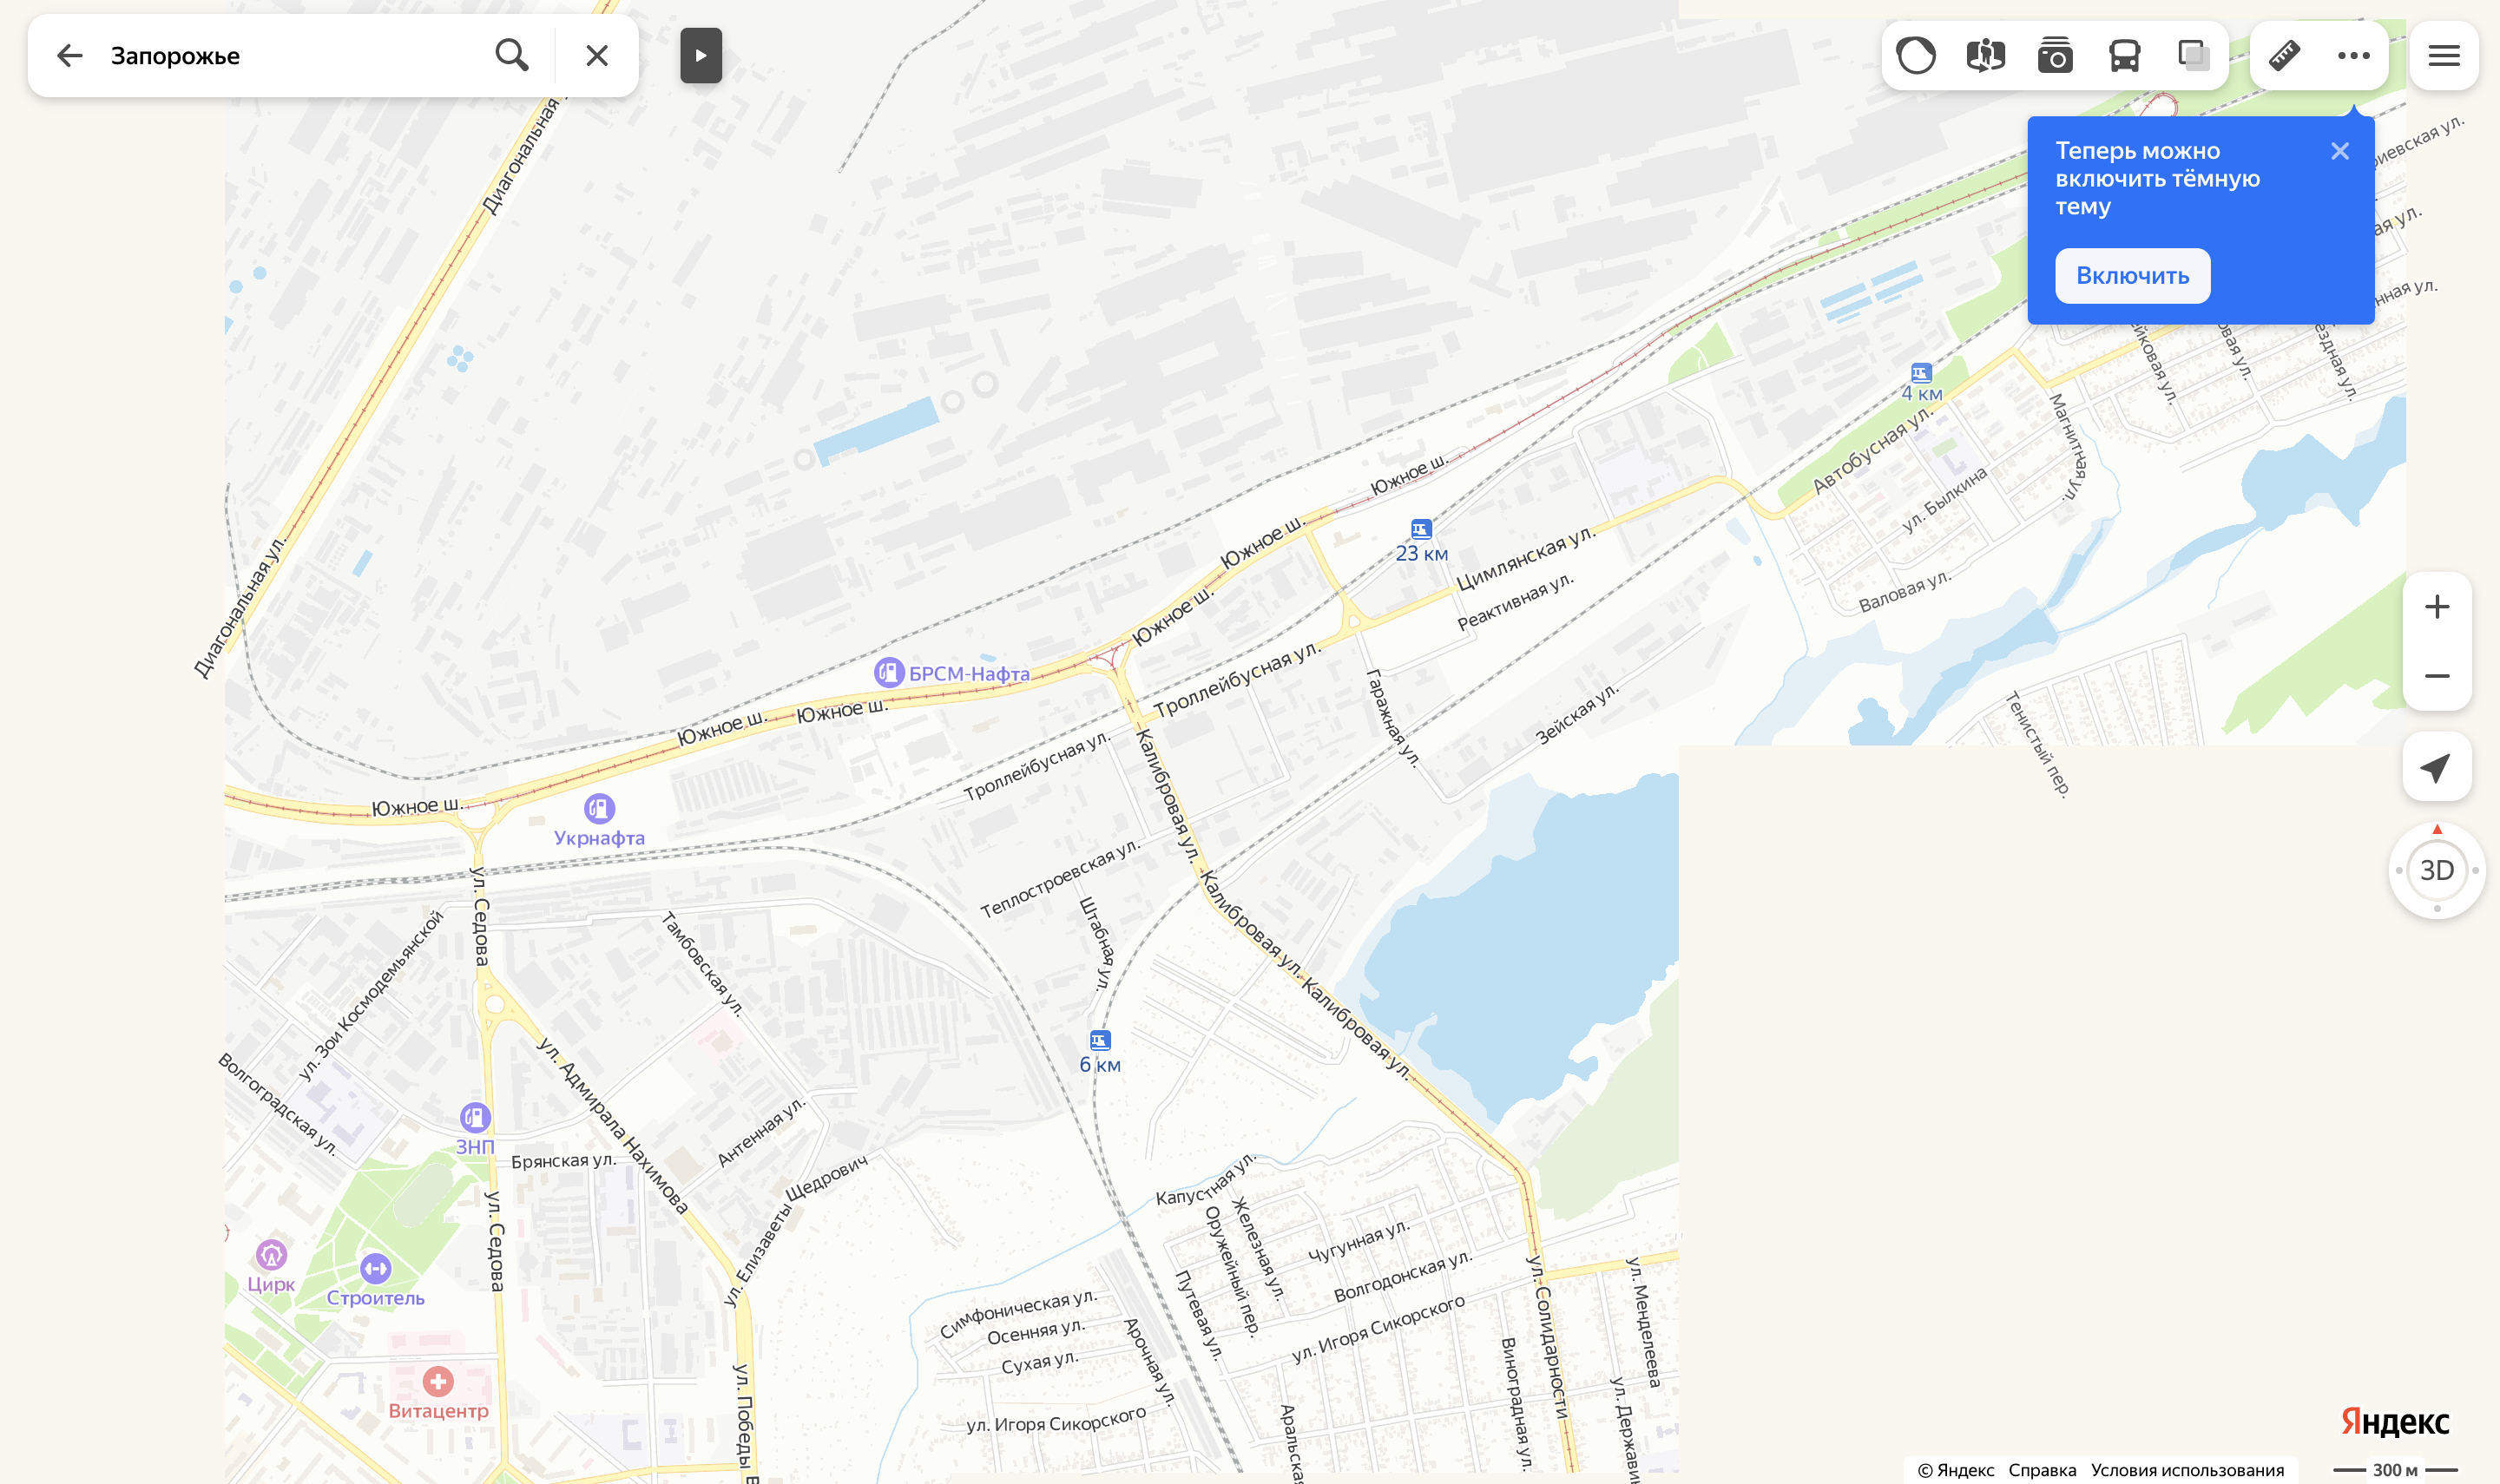 Запорожье
Диагональная
Теперь можно
включить тёмную
тему
Включить
ая ул.
нная ул.
Диагональная ул.
4 км
Автобусная ул.
Магнитная ул.
ул. Былкина
Валовая ул.
Южное ш.
23 км
Южное ш.
Цимлянская ул.
Реактивная ул.
Южное ш.
БРСМ-Нафта
Троллейбусная ул.
Гаражная ул.
Зейская ул.
Тенистый пер.
Южное ш.
Южное ш.
Троллейбусная ул.
Калибровая ул.
Южное ш.
Укрнафта
3D
Теплостроевская ул.
ул. Седова
Калибровая ул.
Штабная ул.
Тамбовская ул.
ул. Зои Космодемьянской
Калибровая ул.
6 км
Волгоградская ул.
ул. Адмирала Нахимова
Антенная ул.
ЗНП
Брянская ул.
ул. Елизаветы Щедрович
Капустная ул.
Железная ул.
Оружейный пер.
ул. Седова
Чугунная ул.
Волгодонская ул.
Цирк
Строитель
ул. Солидарности
ул. Менделеева
Путевая ул.
Симфоническая ул.
Осенняя ул.
Сухая ул.
Арочная ул.
ул. Игоря Сикорского
Виноградная ул.
Витацентр
ул. Победы
ул. Игоря Сикорского
Аральская
ул. Державин
Яндекс
© Яндекс Справка Условия использования 300 м